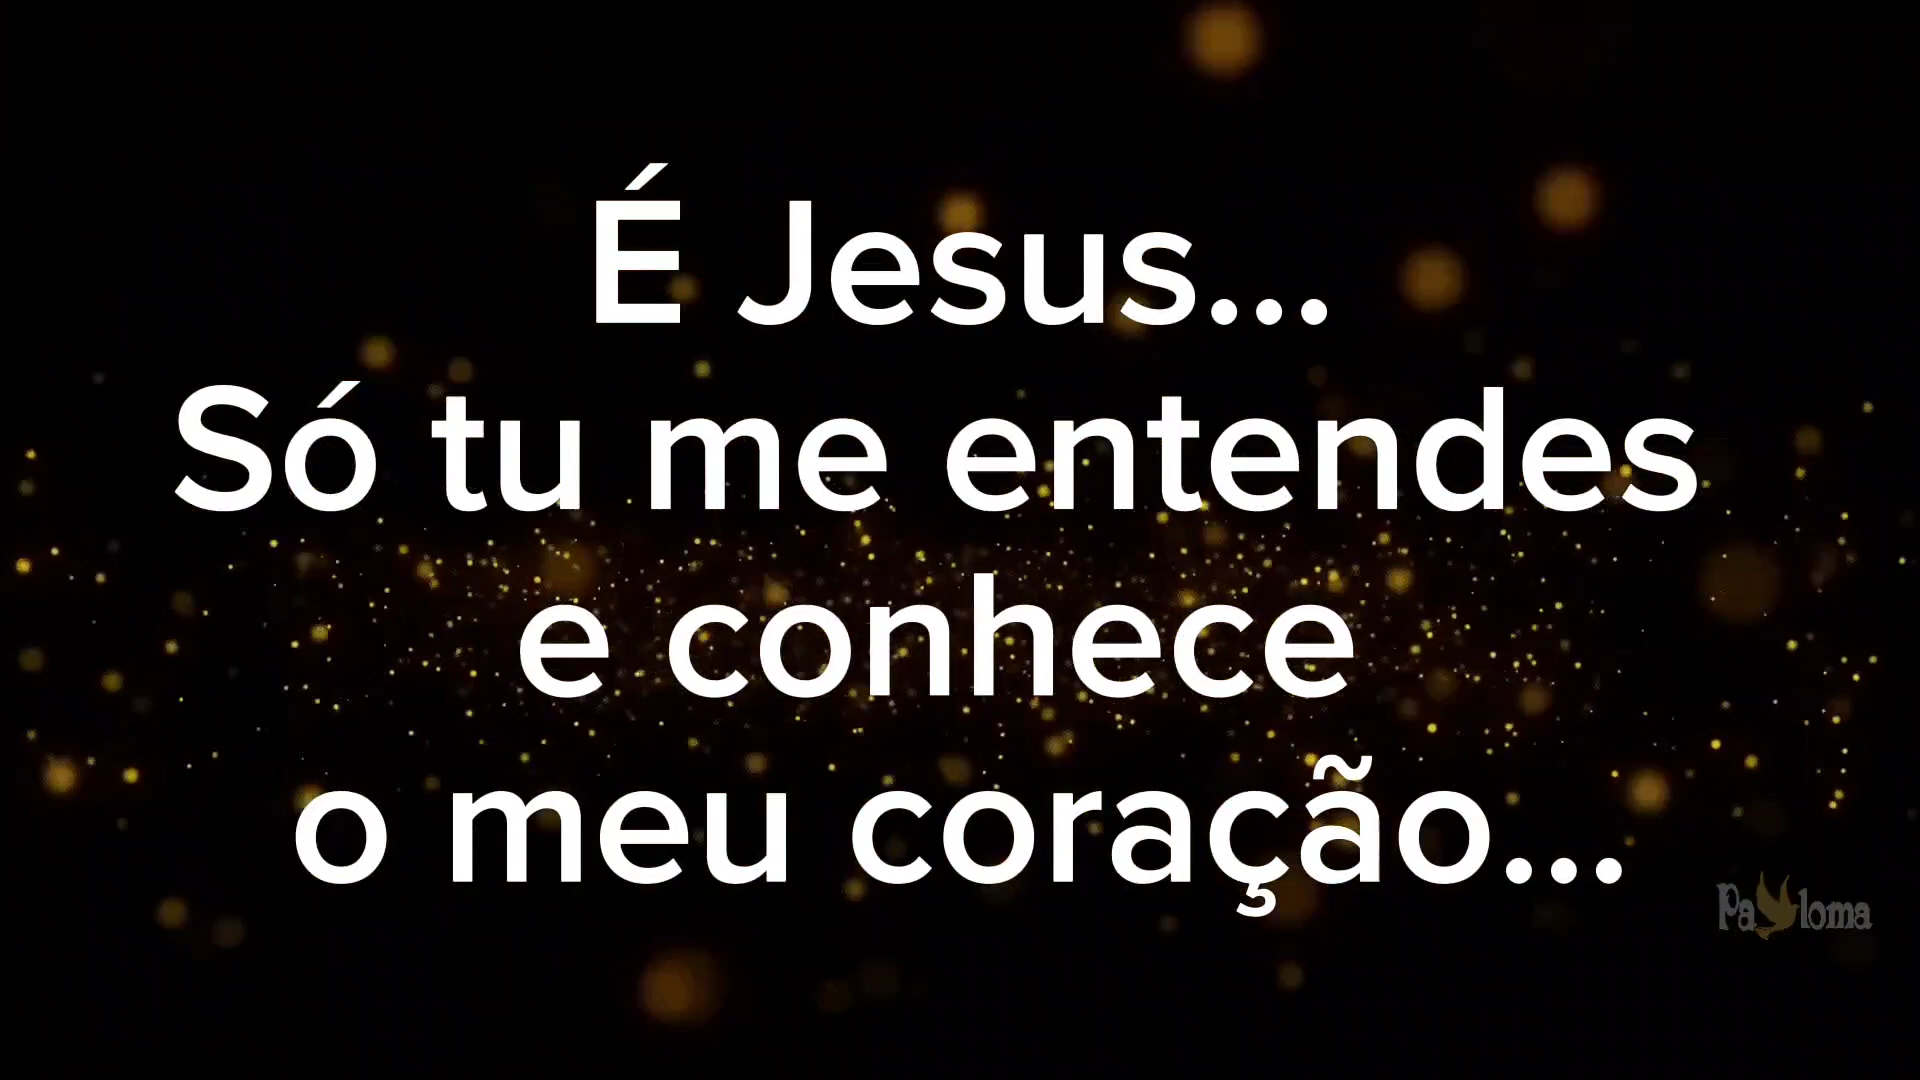 É Jesus...
Só tu me entendes
e conhece
o meu coração...
Paloma